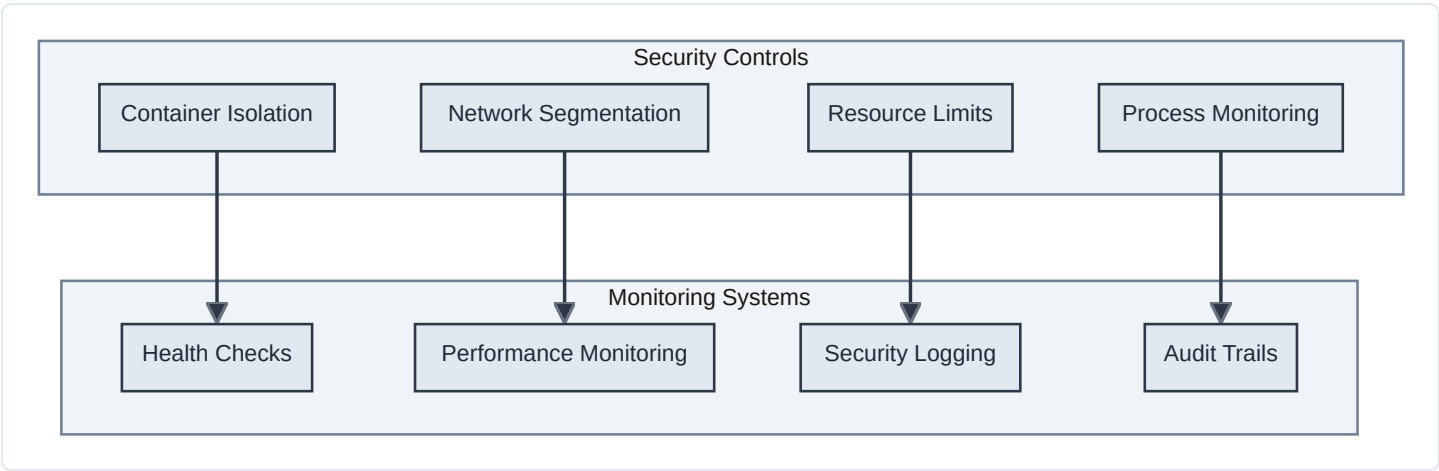 Security Controls
Container Isolation
Network Segmentation
Resource Limits
Process Monitoring
Monitoring Systems
Health Checks
Performance Monitoring
Security Logging
Audit Trails